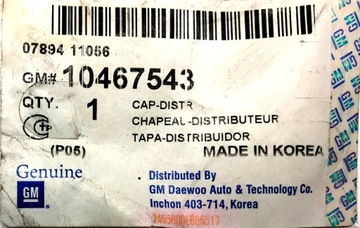 07894 11056
GM# 10467543
QTY. 1 CAP-DISTR
CHAPEAU-DISTRIBUTEUR
TAPA-DISTRIBUIDOR
(P05) MADE IN KOREA
Genuine
GM
Distributed By
GM Daewoo Auto & Technology Co.
Inchon 403-714, Korea